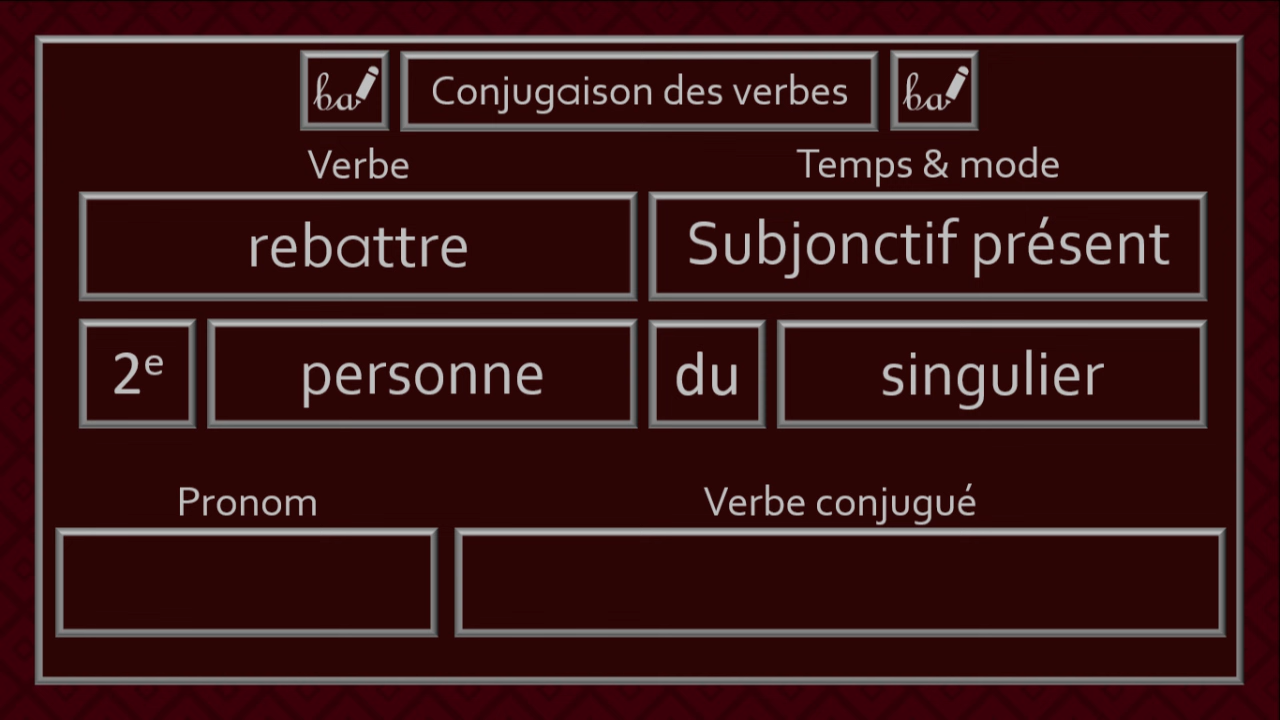 ba Conjugaison des verbes ba
Verbe Temps & mode
rebattre Subjonctif présent
2e personne du singulier
Pronom Verbe conjugué